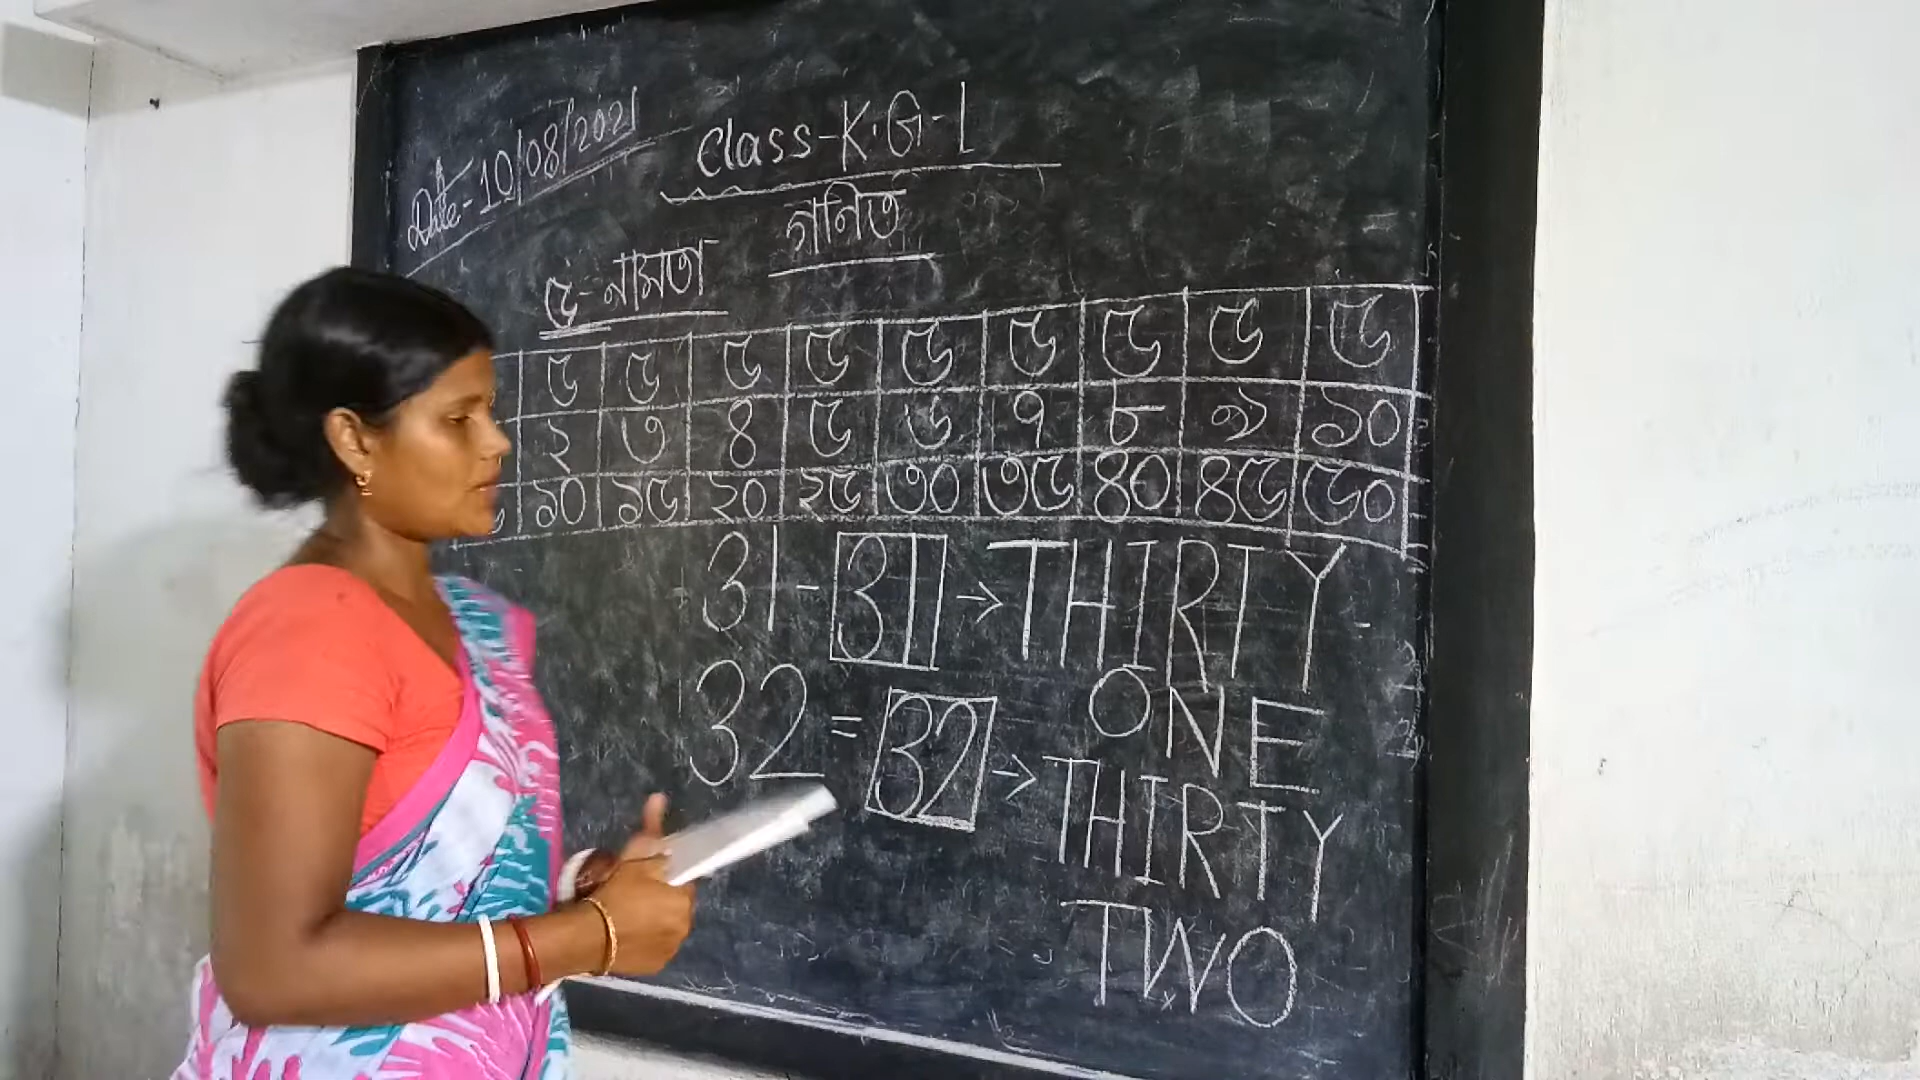 Date-10/08/2021
Class-K.G-I
গনিত
৫-নামতা
৫ ৫ ৫ ৫ ৫ ৫ ৫ ৫ ৫
২ ৩ ৪ ৫ ৬ ৭ ৮ ৯ ১০
১০ ১৫ ২০ ২৫ ৩০ ৩৫ ৪০ ৪৫ ৫০
31-31→THIRTY-
ONE
32=32→THIRTY
TWO